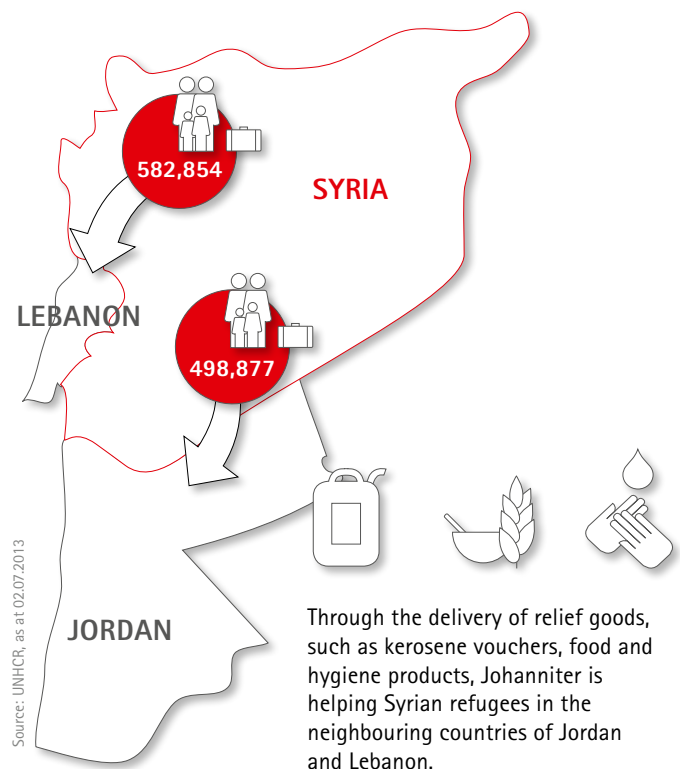 582,854
SYRIA
LEBANON
498,877
JORDAN
Source: UNHCR, as at 02.07.2013
Through the delivery of relief goods,
such as kerosene vouchers, food and
hygiene products, Johanniter is
helping Syrian refugees in the
neighbouring countries of Jordan
and Lebanon.